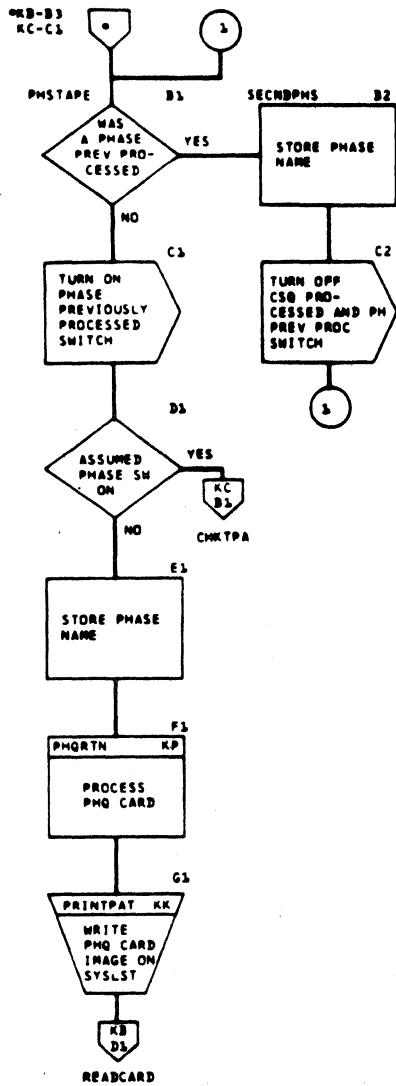 *KB-B3
KC-C1
*
1
PHSTAPE B1
WAS
A PHASE
PREV PRO-
CESSED
YES
NO
SECNDPHS B2
STORE PHASE
NAME
C1
TURN ON
PHASE
PREVIOUSLY
PROCESSED
SWITCH
C2
TURN OFF
CSQ PRO-
CESSED AND PH
PREV PROC
SWITCH
1
D1
ASSUMED
PHASE SW
ON
YES
KC
B1
CHKTPA
NO
E1
STORE PHASE
NAME
F1
PHQRTN KP
PROCESS
PHQ CARD
G1
PRINTPAT KK
WRITE
PHQ CARD
IMAGE ON
SYSLST
KB
D1
READCARD